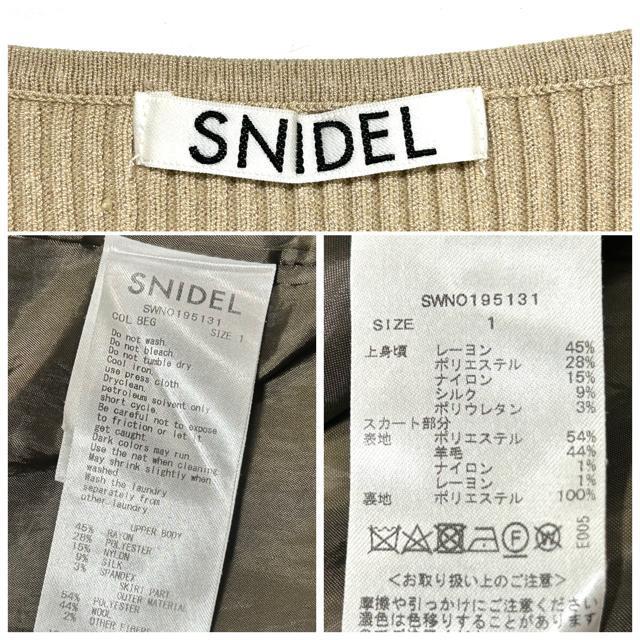 SNIDEL
SNIDEL
SWNO195131
COL BEG SIZE 1
Do not wash.
Do not bleach
Do not tumble dry
Cool iron.
use press cloth
Dryclean.
petroleum solvent only
short cycle.
Be careful not to expose
to friction or let it
get caught
Dark colors may run
Use the net when cleaning
May shrink slightly when
washed
Wash the laundry
separately from
other laundry.
UPPER BODY
45% RAYON
28% POLYESTER
15% NYLON
9% SILK
3% SPANDEX
SKIRT PART
OUTER MATERIAL
54% POLYESTER
44% WOOL
2% OTHER FIBERS
SWNO195131
SIZE 1
上身頃 レーヨン 45%
ポリエステル 28%
ナイロン 15%
シルク 9%
ポリウレタン 3%
スカート部分
表地 ポリエステル 54%
羊毛 44%
ナイロン 1%
レーヨン 1%
裏地 ポリエステル 100%
E005
<お取り扱い上のご注意>
摩擦や引っかけにご注意ください
濃色は色移りすることがあります